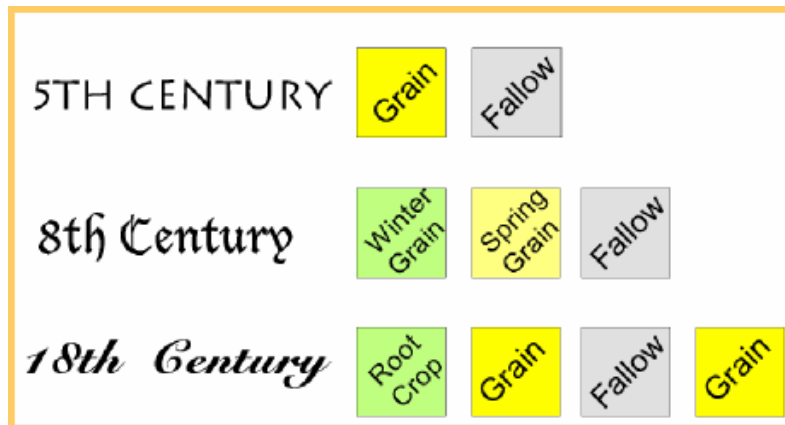 5TH CENTURY Grain Fallow
8th Century Winter Grain Spring Grain Fallow
18th Century Root Crop Grain Fallow Grain